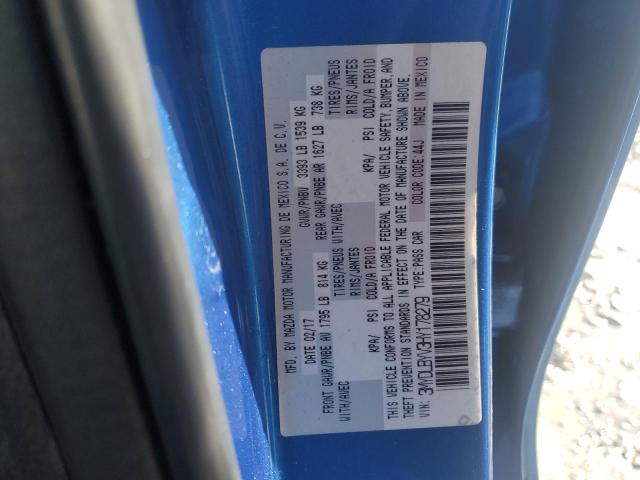 MFD. BY MAZDA MOTOR MANUFACTURING DE MEXICO S.A. DE C.V.
DATE 02/17 GVWR/PNBV 3393 LB 1539 KG
FRONT GAWR/PNBE AV 1795 LB 814 KG REAR GAWR/PNBE AR 1627 LB 738 KG
WITH/AVEC TIRES/PNEUS WITH/AVEC TIRES/PNEUS
RIMS/JANTES RIMS/JANTES
KPA/ PSI COLD/A FROID KPA/ PSI COLD/A FROID
THIS VEHICLE CONFORMS TO ALL APPLICABLE FEDERAL MOTOR VEHICLE SAFETY, BUMPER, AND
THEFT PREVENTION STANDARDS IN EFFECT ON THE DATE OF MANUFACTURE SHOWN ABOVE.
VIN: 3MYDLBYV3HY178279 TYPE:PASS CAR COLOR CODE:44J MADE IN MEXICO